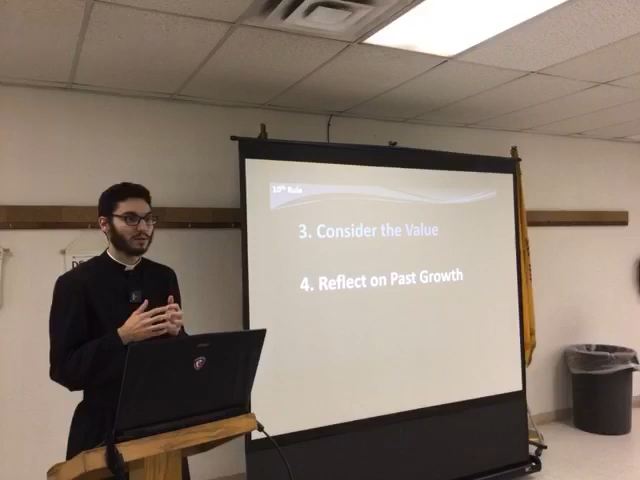 10th Rule
3. Consider the Value
4. Reflect on Past Growth